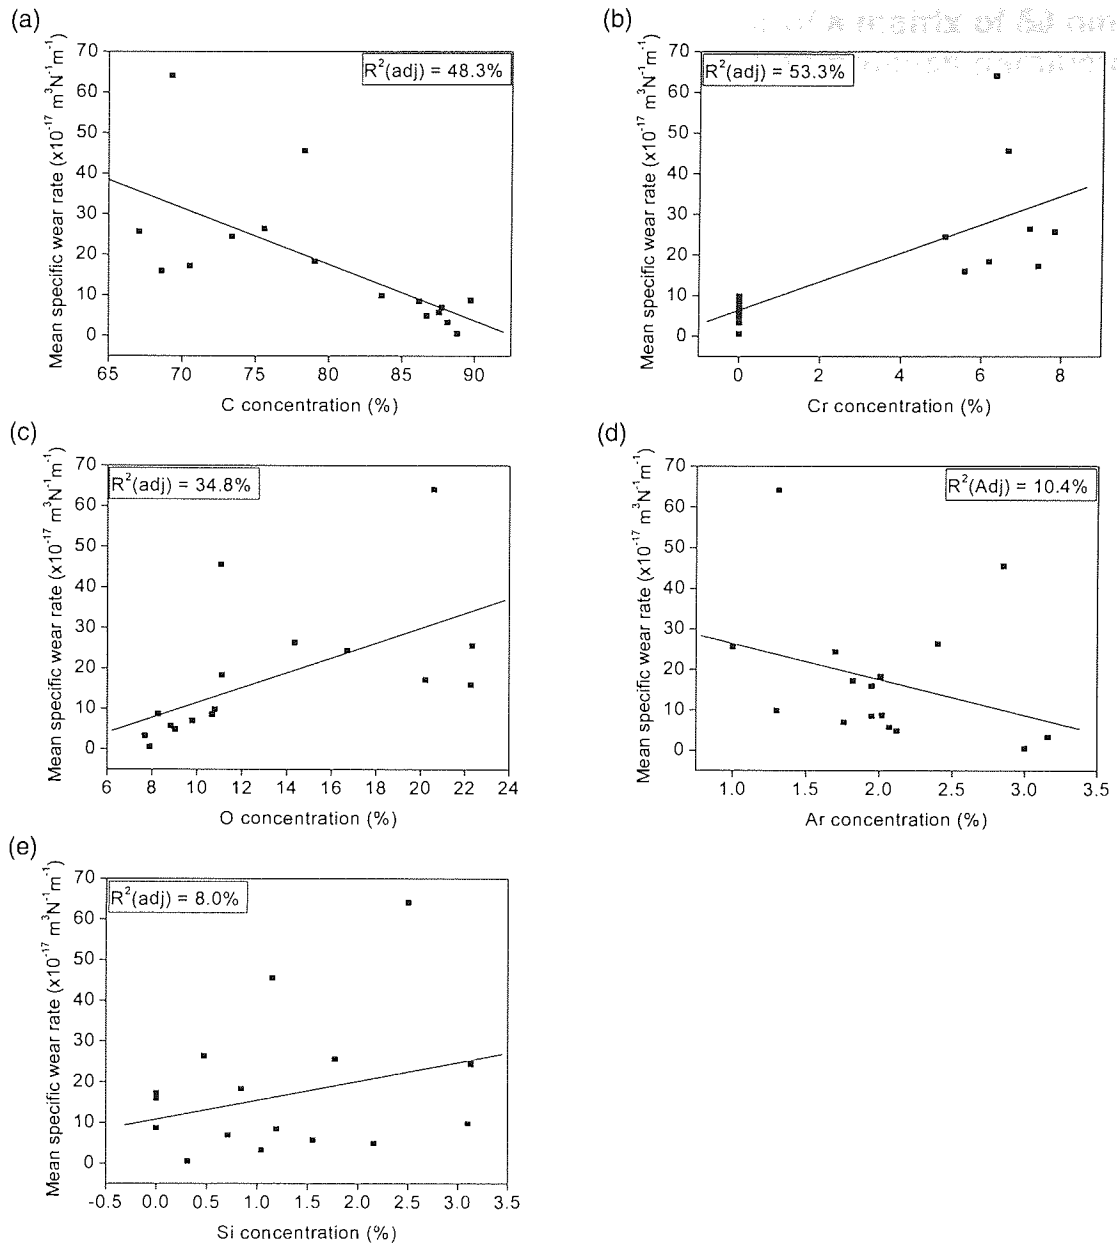 (a)
R²(adj) = 48.3%
Mean specific wear rate (x10⁻¹⁷ m³N⁻¹m⁻¹)
70
60
50
40
30
20
10
0
65 70 75 80 85 90
C concentration (%)
(b)
of a matrix of 50 nm
R²(adj) = 53.3%
Mean specific wear rate (x10⁻¹⁷ m³N⁻¹m⁻¹)
70
60
50
40
30
20
10
0
0 2 4 6 8
Cr concentration (%)
(c)
R²(adj) = 34.8%
Mean specific wear rate (x10⁻¹⁷ m³N⁻¹m⁻¹)
70
60
50
40
30
20
10
0
6 8 10 12 14 16 18 20 22 24
O concentration (%)
(d)
R²(Adj) = 10.4%
Mean specific wear rate (x10⁻¹⁷ m³N⁻¹m⁻¹)
70
60
50
40
30
20
10
0
1.0 1.5 2.0 2.5 3.0 3.5
Ar concentration (%)
(e)
R²(adj) = 8.0%
Mean specific wear rate (x10⁻¹⁷ m³N⁻¹m⁻¹)
70
60
50
40
30
20
10
0
-0.5 0.0 0.5 1.0 1.5 2.0 2.5 3.0 3.5
Si concentration (%)